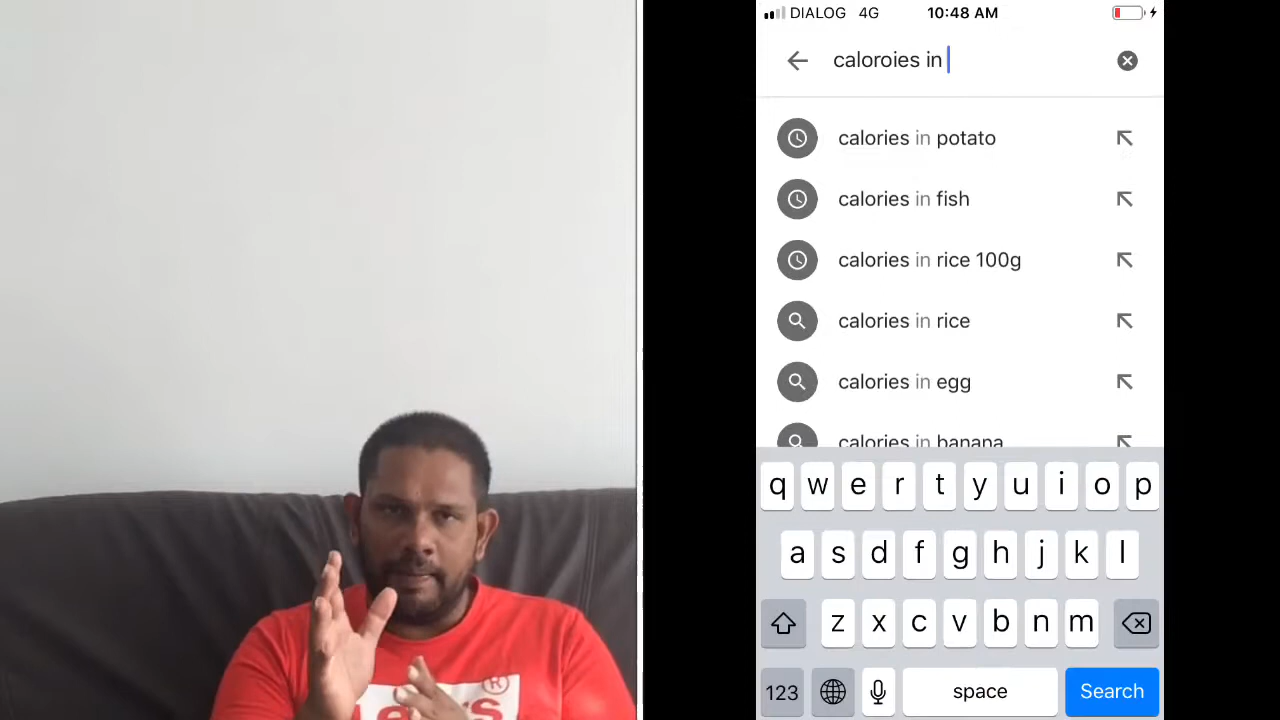 DIALOG 4G 10:48 AM
caloroies in
calories in potato
calories in fish
calories in rice 100g
calories in rice
calories in egg
calories in banana
q w e r t y u i o p
a s d f g h j k l
z x c v b n m
123 space Search
®